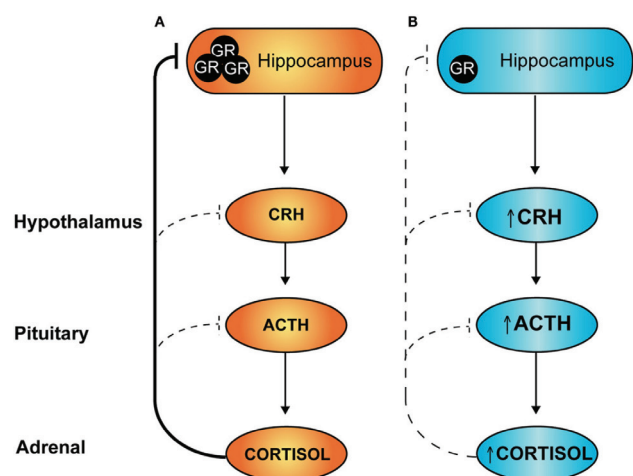 A
B
GR
GR GR
Hippocampus
GR
Hippocampus
Hypothalamus
CRH
↑CRH
Pituitary
ACTH
↑ACTH
Adrenal
CORTISOL
↑CORTISOL